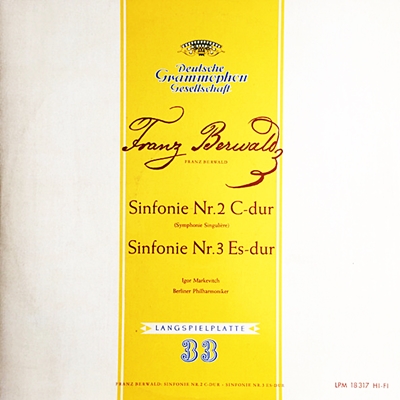 Deutsche
Grammophon
Gesellschaft
Franz Berwald
FRANZ BERWALD
Sinfonie Nr. 2 C-dur
(Symphonie Singulière)
Sinfonie Nr. 3 Es-dur
Igor Markevitch
Berliner Philharmoniker
LANGSPIELPLATTE
33
FRANZ BERWALD: SINFONIE NR. 2 C-DUR – SINFONIE NR. 3 ES-DUR
LPM 18317 HI-FI